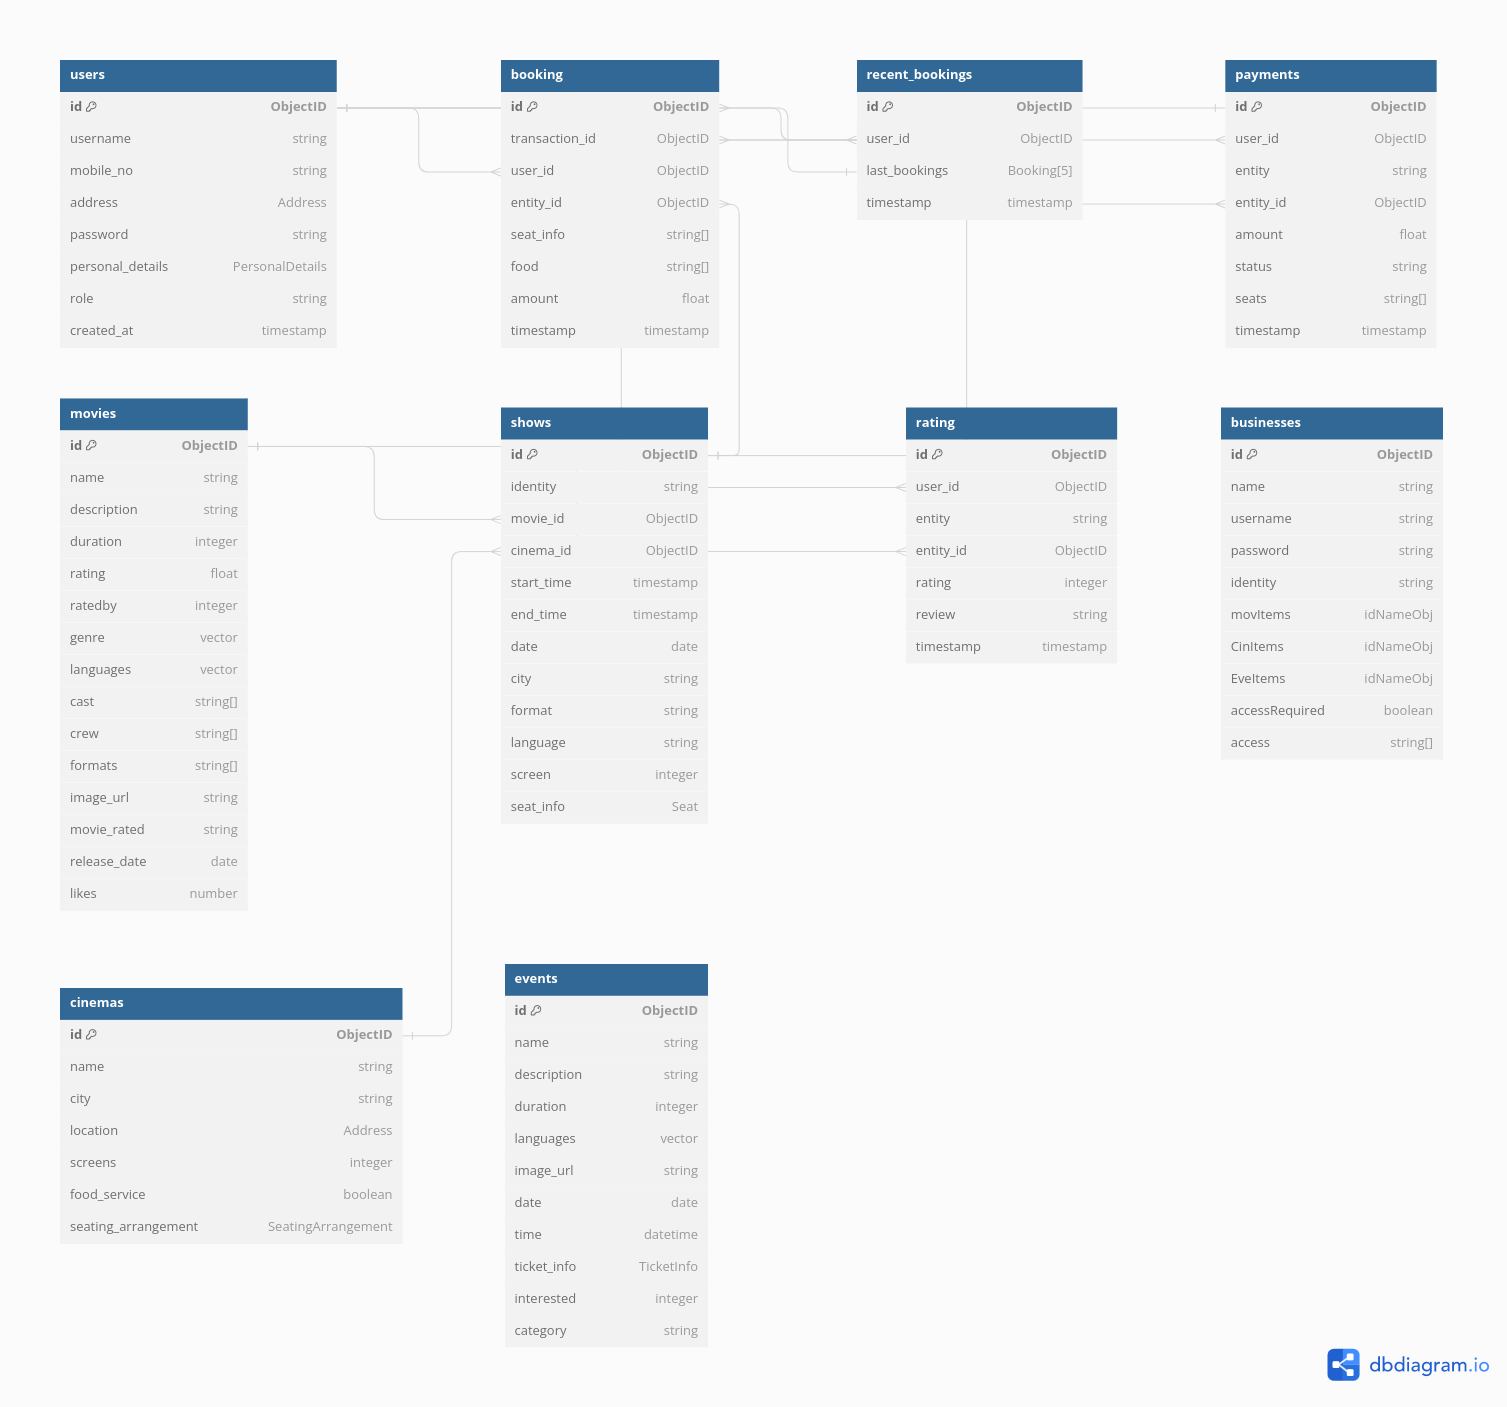 users
id ObjectID
username string
mobile_no string
address Address
password string
personal_details PersonalDetails
role string
created_at timestamp
booking
id ObjectID
transaction_id ObjectID
user_id ObjectID
entity_id ObjectID
seat_info string[]
food string[]
amount float
timestamp timestamp
recent_bookings
id ObjectID
user_id ObjectID
last_bookings Booking[5]
timestamp timestamp
payments
id ObjectID
user_id ObjectID
entity string
entity_id ObjectID
amount float
status string
seats string[]
timestamp timestamp
movies
id ObjectID
name string
description string
duration integer
rating float
ratedby integer
genre vector
languages vector
cast string[]
crew string[]
formats string[]
image_url string
movie_rated string
release_date date
likes number
shows
id ObjectID
identity string
movie_id ObjectID
cinema_id ObjectID
start_time timestamp
end_time timestamp
date date
city string
format string
language string
screen integer
seat_info Seat
rating
id ObjectID
user_id ObjectID
entity string
entity_id ObjectID
rating integer
review string
timestamp timestamp
businesses
id ObjectID
name string
username string
password string
identity string
movItems idNameObj
CinItems idNameObj
EveItems idNameObj
accessRequired boolean
access string[]
cinemas
id ObjectID
name string
city string
location Address
screens integer
food_service boolean
seating_arrangement SeatingArrangement
events
id ObjectID
name string
description string
duration integer
languages vector
image_url string
date date
time datetime
ticket_info TicketInfo
interested integer
category string
dbdiagram.io